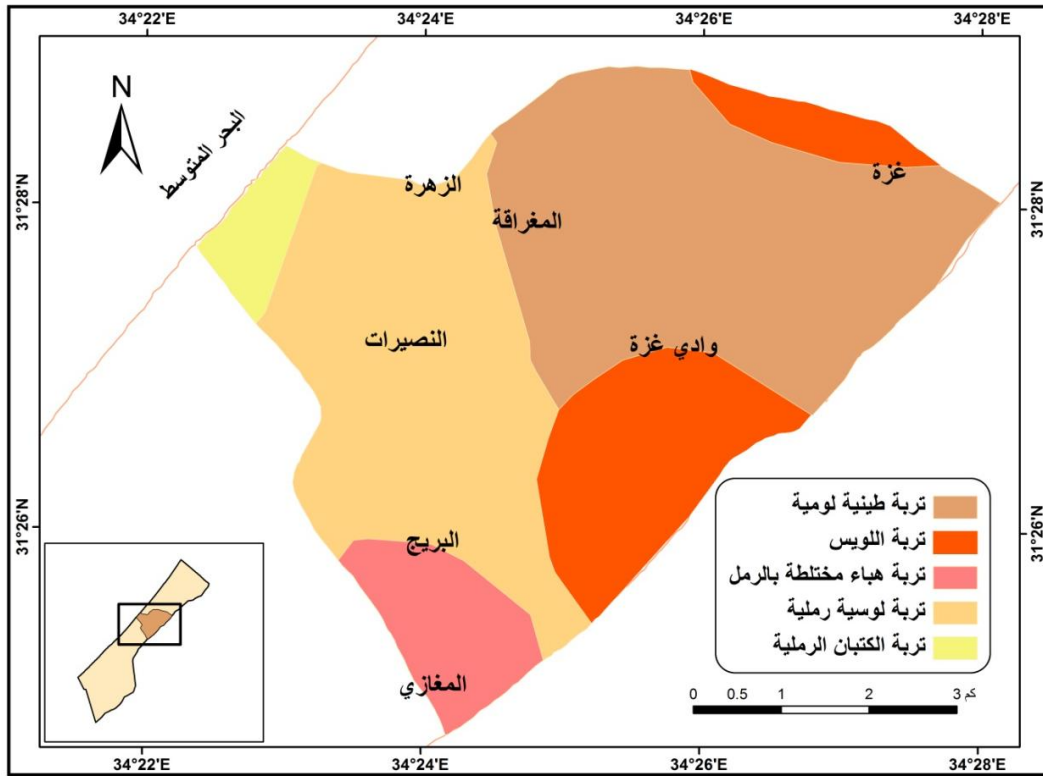 34°22'E
34°24'E
34°26'E
34°28'E
N
البحر المتوسط
غزة
الزهرة
31°28'N
31°28'N
المغراقة
النصيرات
وادي غزة
تربة طينية لومية
تربة اللويس
تربة هباء مختلطة بالرمل
تربة لوسية رملية
تربة الكتبان الرملية
31°26'N
31°26'N
البريج
المغازي
0 0.5 1 2 3 كم
34°22'E
34°24'E
34°26'E
34°28'E